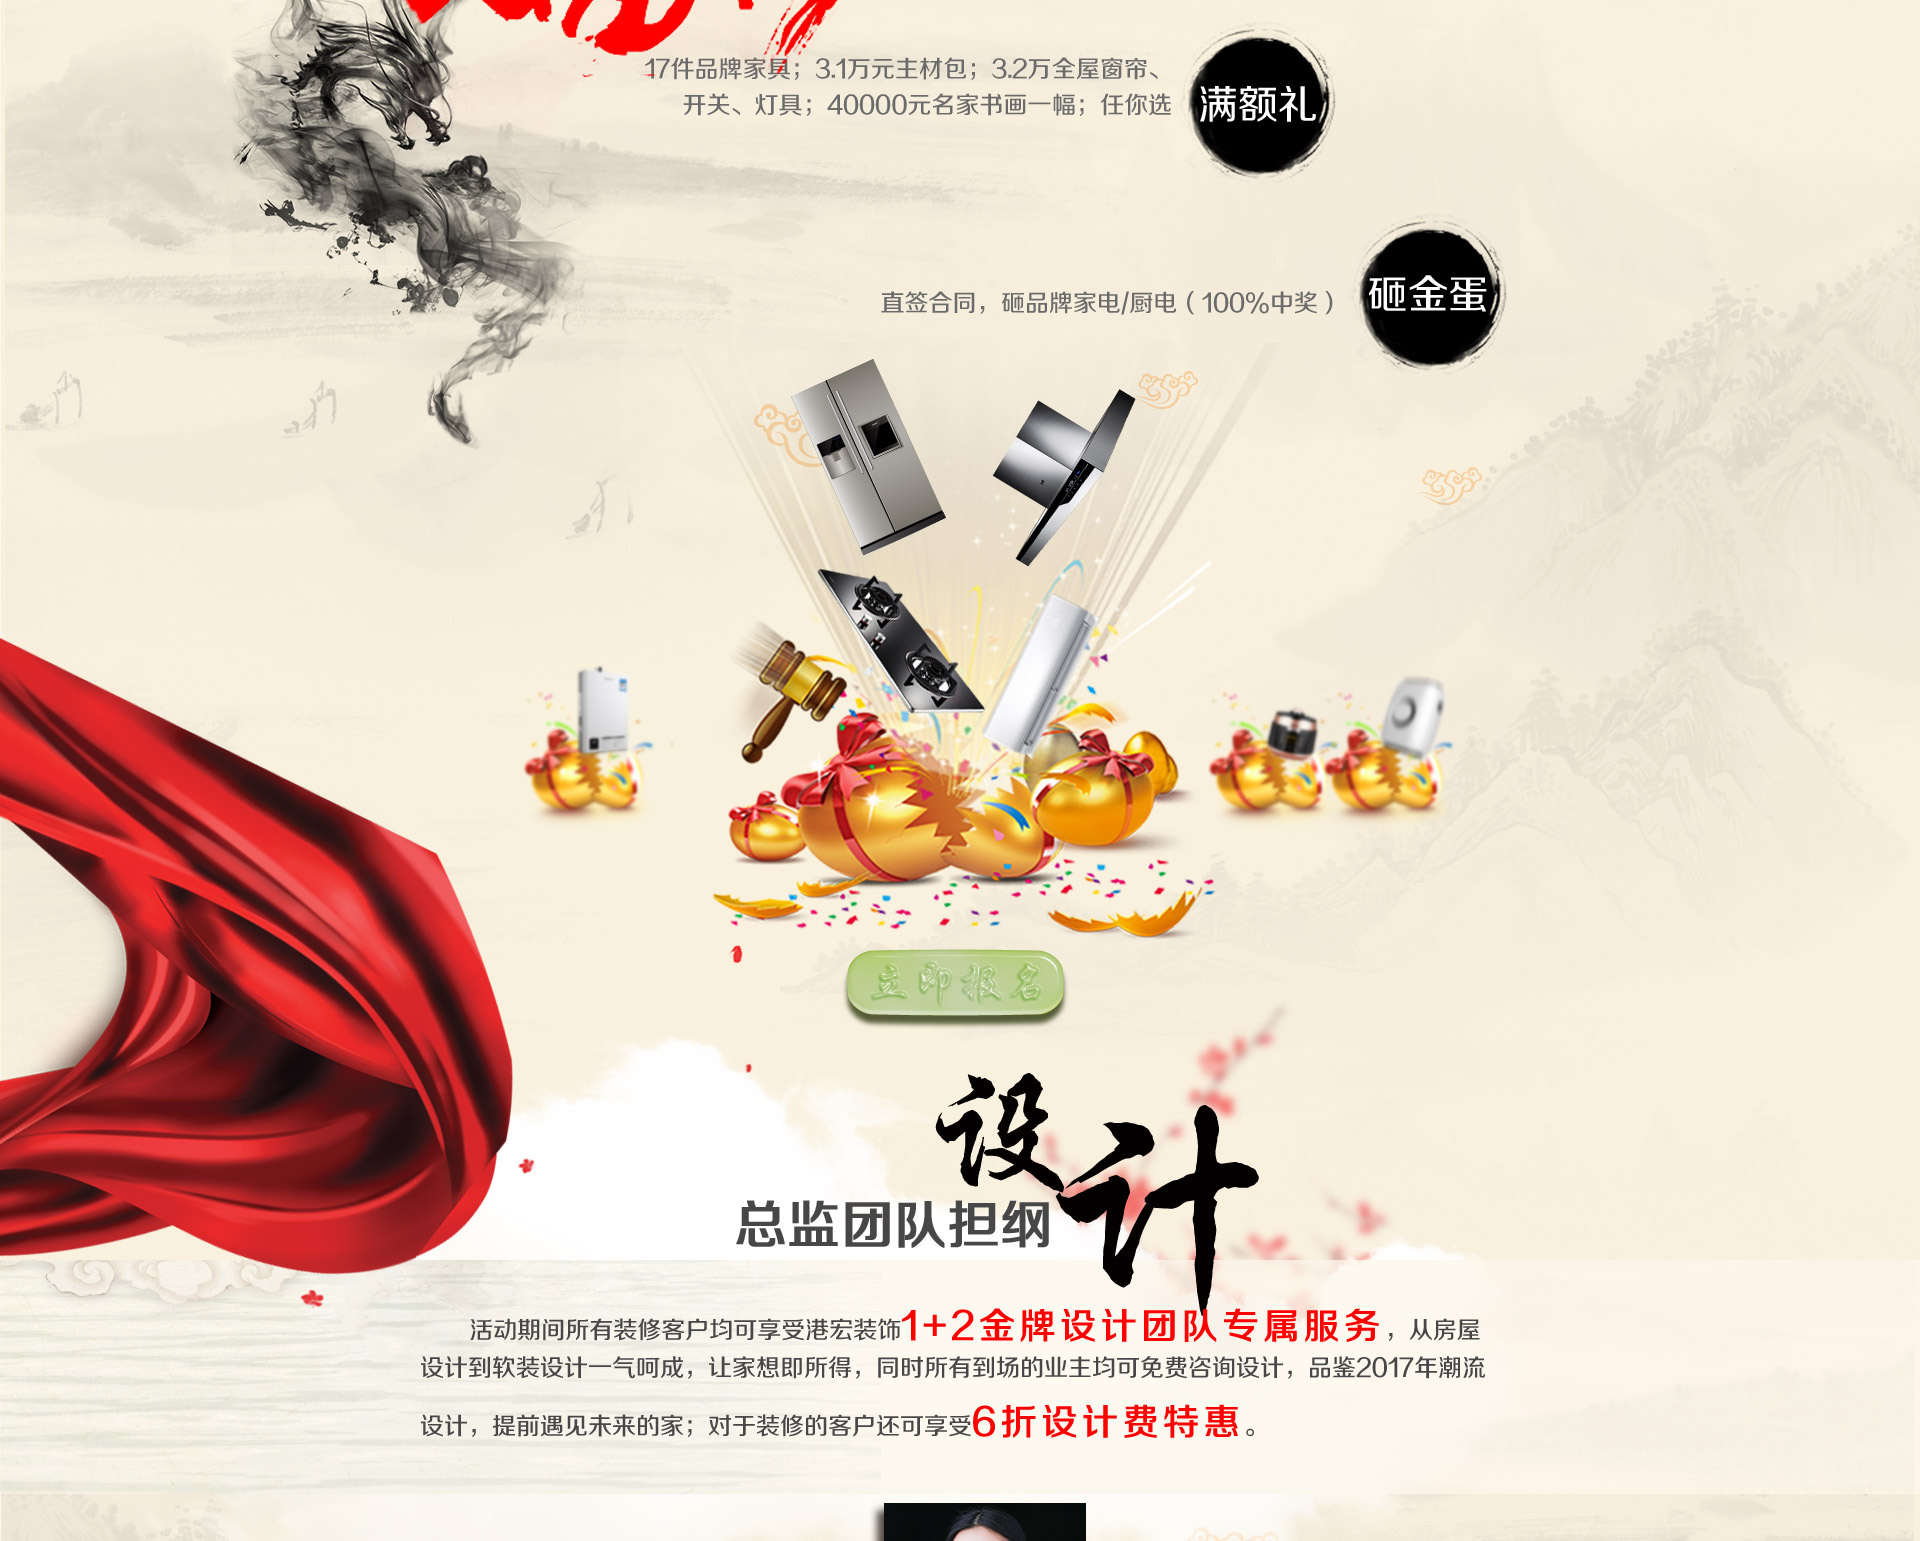 17件品牌家具；3.1万元主材包；3.2万全屋窗帘、
开关、灯具；40000元名家书画一幅；任你选
满额礼
直签合同，砸品牌家电/厨电（100%中奖）
砸金蛋
立即报名
设计
总监团队担纲
活动期间所有装修客户均可享受港宏装饰1+2金牌设计团队专属服务，从房屋
设计到软装设计一气呵成，让家想即所得，同时所有到场的业主均可免费咨询设计，品鉴2017年潮流
设计，提前遇见未来的家；对于装修的客户还可享受6折设计费特惠。